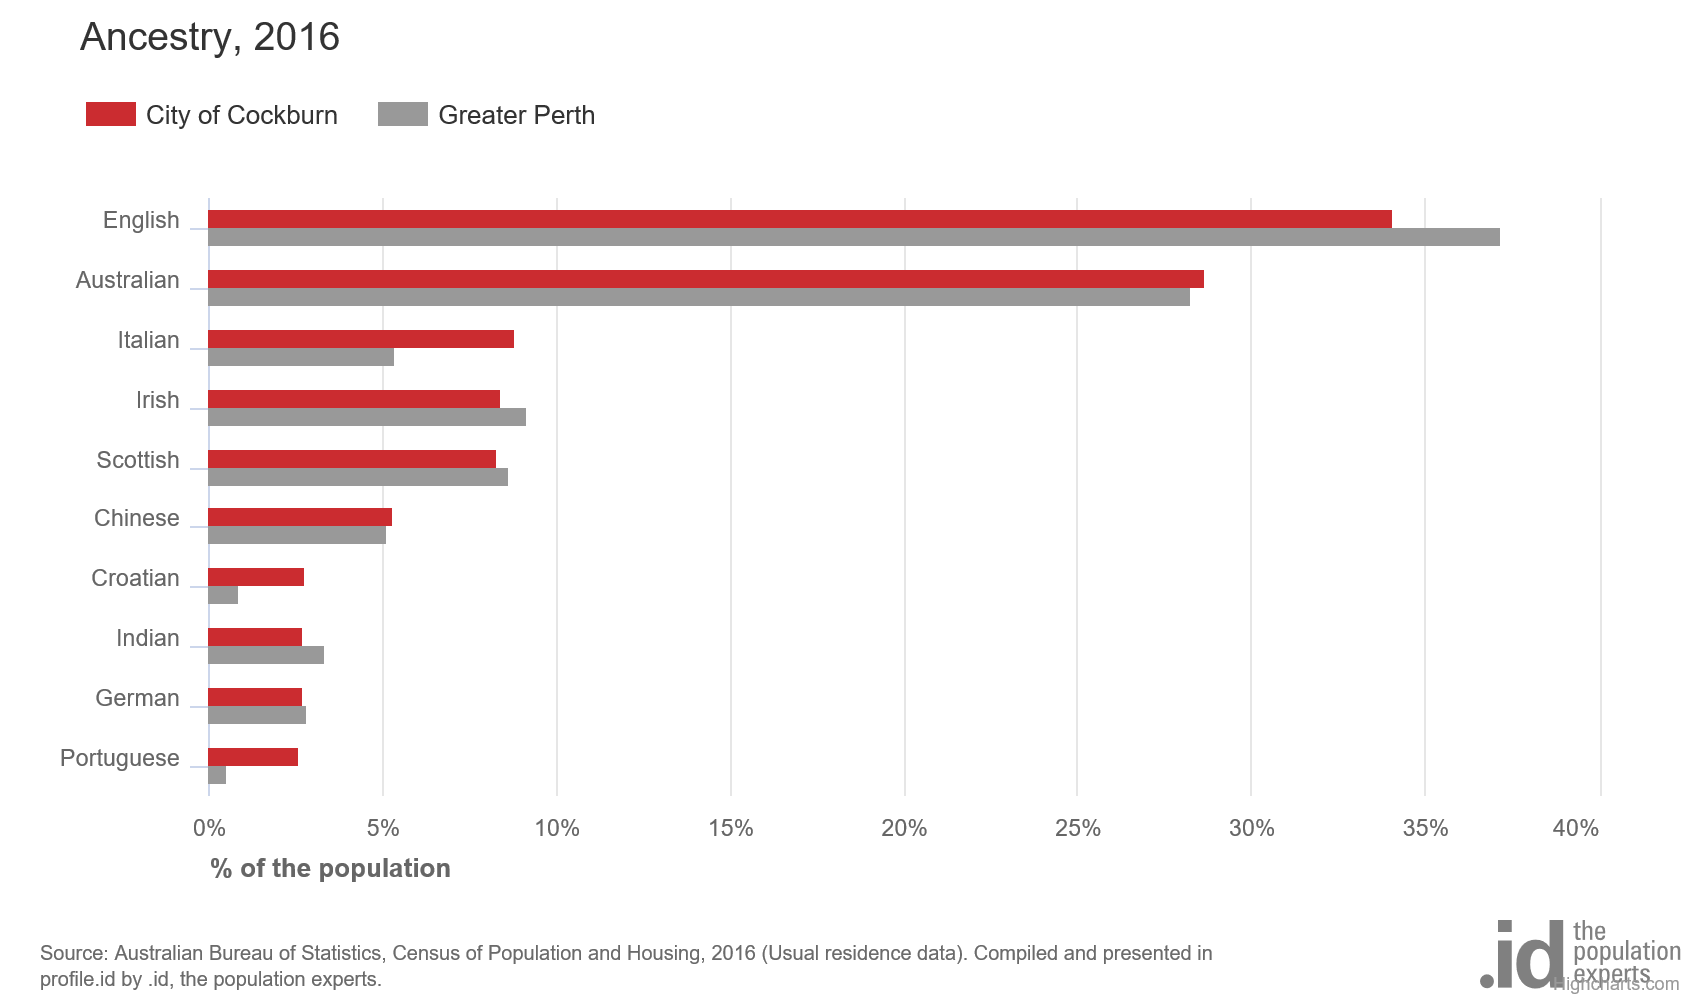 Ancestry, 2016
City of Cockburn
Greater Perth
English
Australian
Italian
Irish
Scottish
Chinese
Croatian
Indian
German
Portuguese
0% 5% 10% 15% 20% 25% 30% 35% 40%
% of the population
Source: Australian Bureau of Statistics, Census of Population and Housing, 2016 (Usual residence data). Compiled and presented in
profile.id by .id, the population experts.
.id
the
population
experts
Highcharts.com